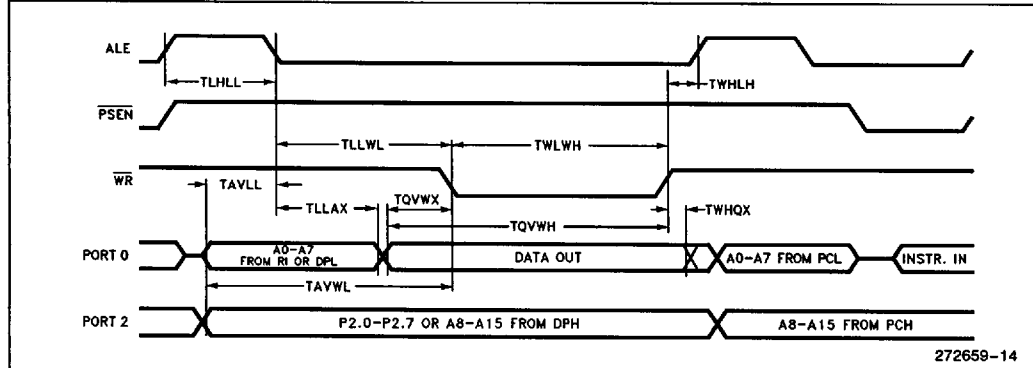 ALE
TLHLL
TWHLH
PSEN
TLLWL
TWLWH
WR
TAVLL
TLLAX
TQVWX
TWHQX
TQVWH
PORT 0
A0–A7
FROM RI OR DPL
DATA OUT
A0–A7 FROM PCL
INSTR. IN
TAVWL
PORT 2
P2.0–P2.7 OR A8–A15 FROM DPH
A8–A15 FROM PCH
272659–14